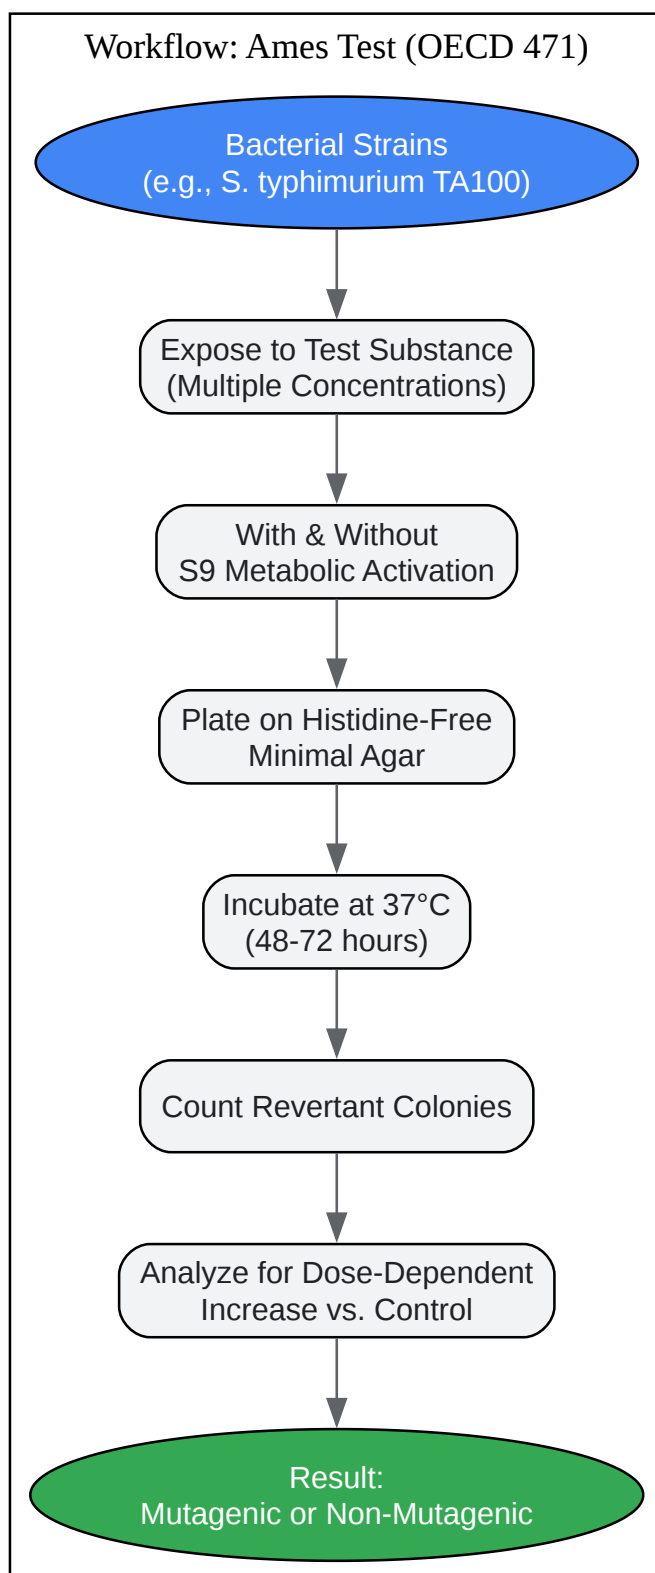 Workflow: Ames Test (OECD 471)
Bacterial Strains
(e.g., S. typhimurium TA100)
Expose to Test Substance
(Multiple Concentrations)
With & Without
S9 Metabolic Activation
Plate on Histidine-Free
Minimal Agar
Incubate at 37°C
(48-72 hours)
Count Revertant Colonies
Analyze for Dose-Dependent
Increase vs. Control
Result:
Mutagenic or Non-Mutagenic